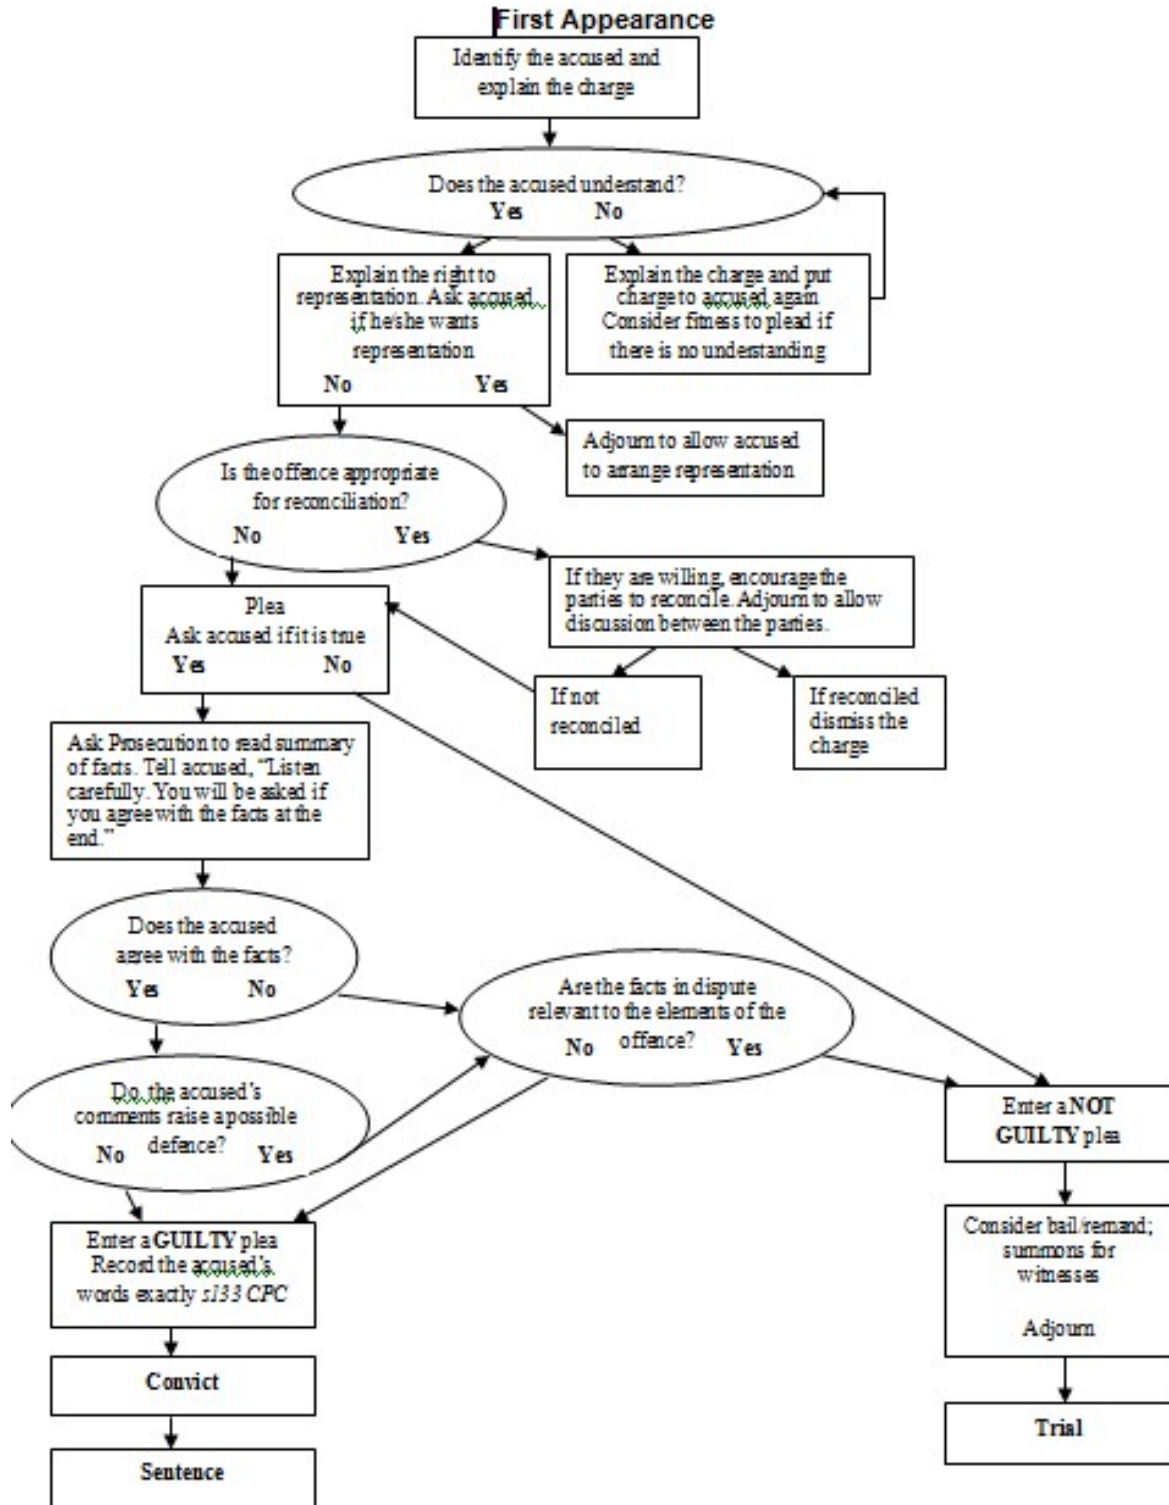 First Appearance
Identify the accused and
explain the charge
Does the accused understand?
Yes No
Explain the right to
representation. Ask accused
if he/she wants
representation
No Yes
Explain the charge and put
charge to accused again
Consider fitness to plead if
there is no understanding
Adjourn to allow accused
to arrange representation
Is the offence appropriate
for reconciliation?
No Yes
If they are willing, encourage the
parties to reconcile. Adjourn to allow
discussion between the parties.
Plea
Ask accused if it is true
Yes No
If not
reconciled
If reconciled
dismiss the
charge
Ask Prosecution to read summary
of facts. Tell accused, "Listen
carefully. You will be asked if
you agree with the facts at the
end."
Does the accused
agree with the facts?
Yes No
Are the facts in dispute
relevant to the elements of the
offence?
No Yes
Do the accused's
comments raise a possible
defence?
No Yes
Enter a NOT
GUILTY plea
Enter a GUILTY plea
Record the accused's
words exactly s133 CPC
Consider bail/remand;
summons for
witnesses
Adjourn
Convict
Trial
Sentence